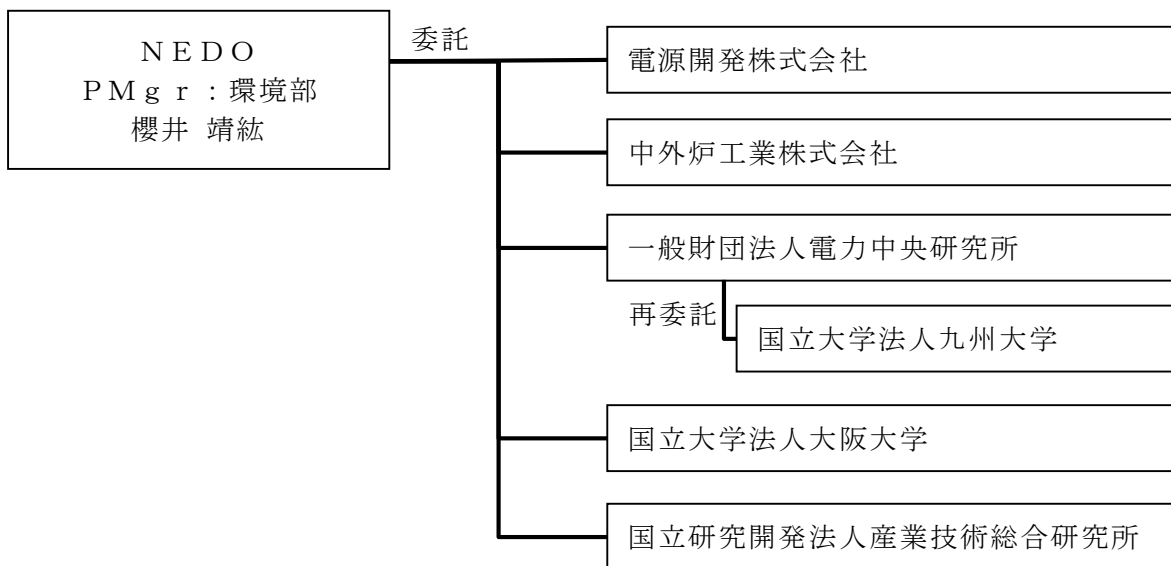 ＮＥＤＯ
ＰＭｇｒ：環境部
櫻井 靖紘
委託
電源開発株式会社
中外炉工業株式会社
一般財団法人電力中央研究所
再委託
国立大学法人九州大学
国立大学法人大阪大学
国立研究開発法人産業技術総合研究所